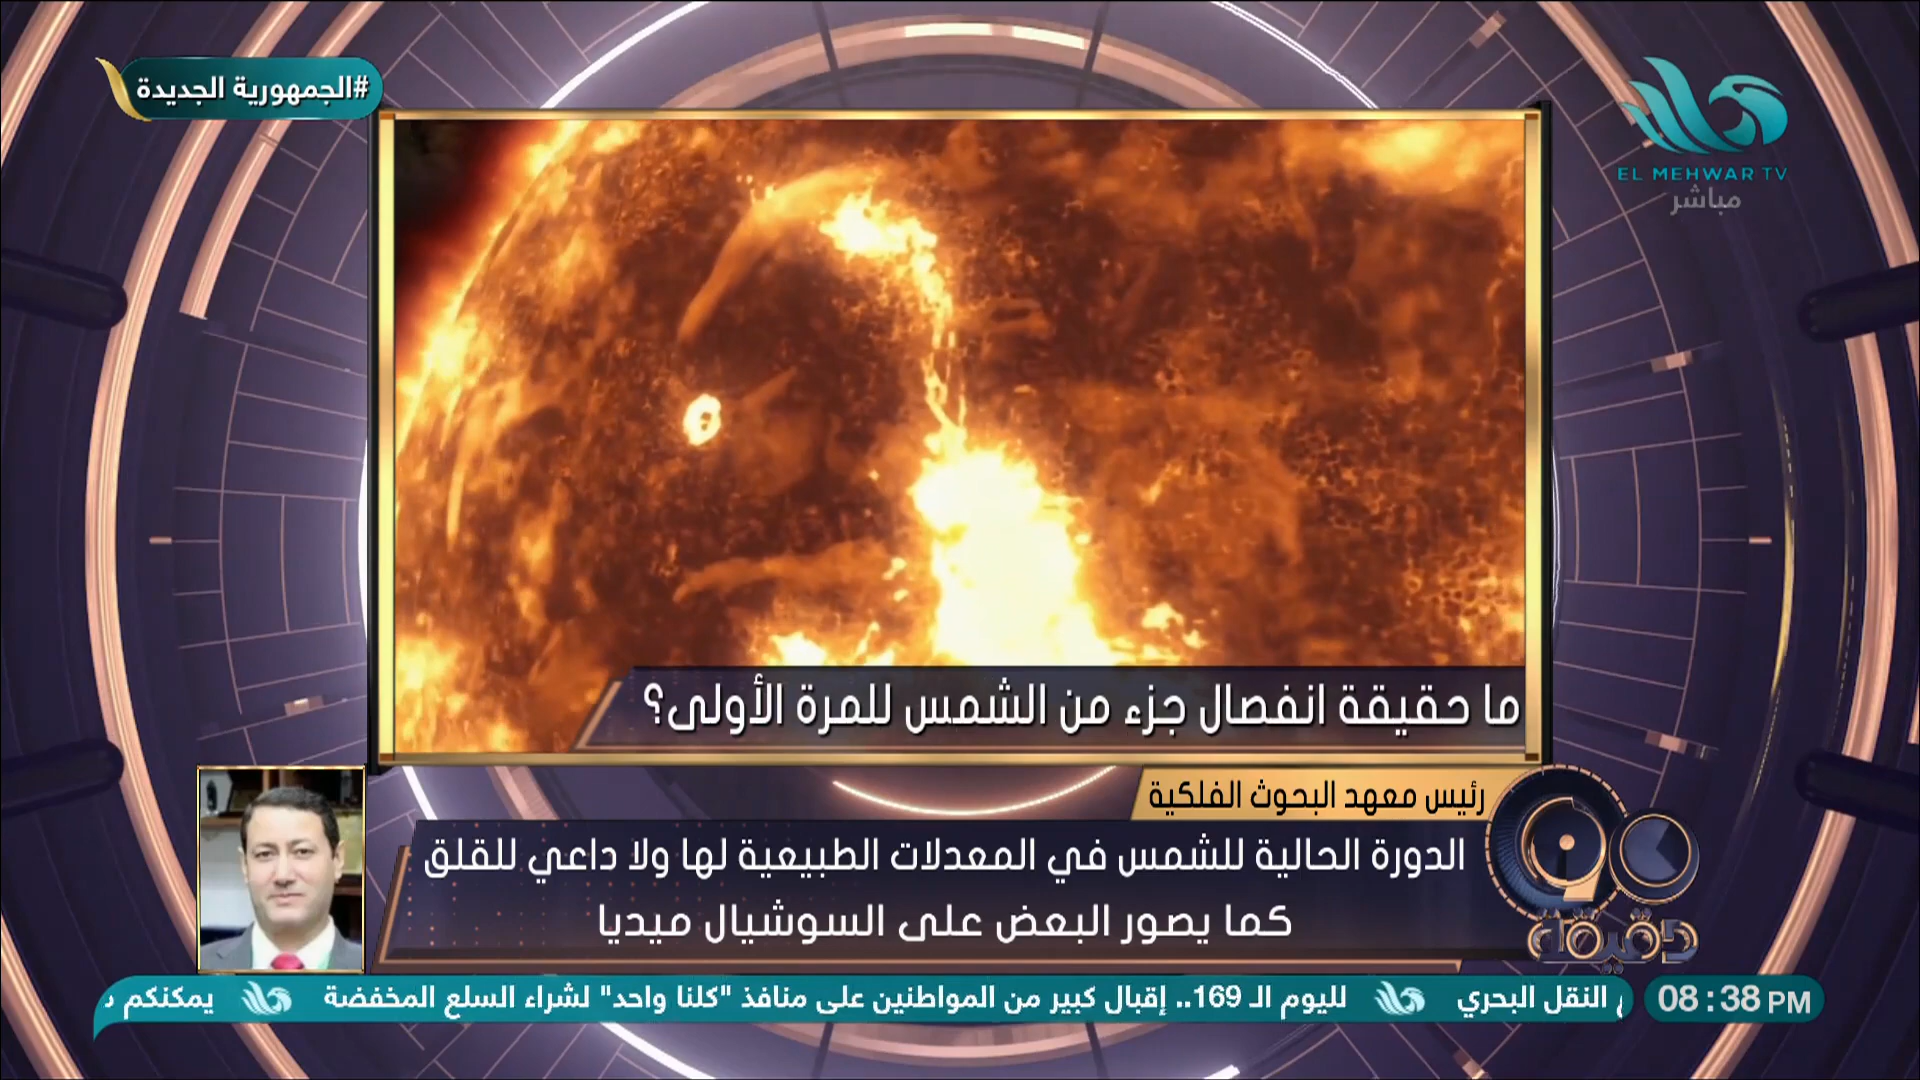 #الجمهورية الجديدة
EL MEHWAR TV
مباشر
ما حقيقة انفصال جزء من الشمس للمرة الأولى؟
رئيس معهد البحوث الفلكية
الدورة الحالية للشمس في المعدلات الطبيعية لها ولا داعي للقلق
كما يصور البعض على السوشيال ميديا
90
دقيقة
النقل البحري
لليوم الـ 169.. إقبال كبير من المواطنين على منافذ "كلنا واحد" لشراء السلع المخفضة
يمكنكم
08:38 PM